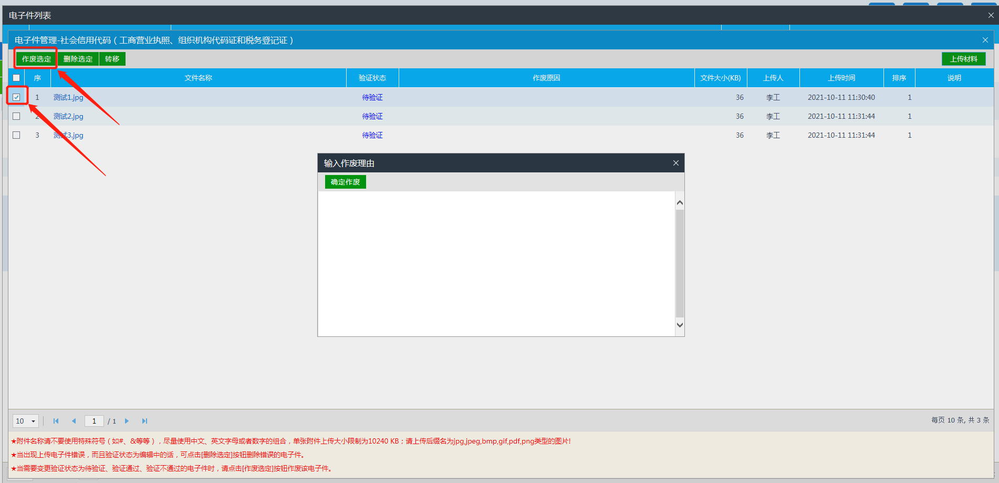 电子件列表
电子件管理-社会信用代码（工商营业执照、组织机构代码证和税务登记证）
作废选定 删除选定 转移 上传材料
序 文件名称 验证状态 作废原因 文件大小(KB) 上传人 上传时间 排序 说明
1 测试1.jpg 待验证 36 李工 2021-10-11 11:30:40 1
2 测试2.jpg 待验证 36 李工 2021-10-11 11:31:44 1
3 测试3.jpg 待验证 36 李工 2021-10-11 11:31:44 1
输入作废理由
确定作废
10 1 / 1 每页 10 条, 共 3 条
★附件名称请不要使用特殊符号（如#、&等等），尽量使用中文、英文字母或者数字的组合，单张附件上传大小限制为10240 KB；请上传后缀名为jpg,jpeg,bmp,gif,pdf,png类型的图片!
★当出现上传电子件错误，而且验证状态为编辑中的话，可点击[删除选定]按钮删除错误的电子件。
★当需要变更验证状态为待验证、验证通过、验证不通过的电子件时，请点击[作废选定]按钮作废该电子件。